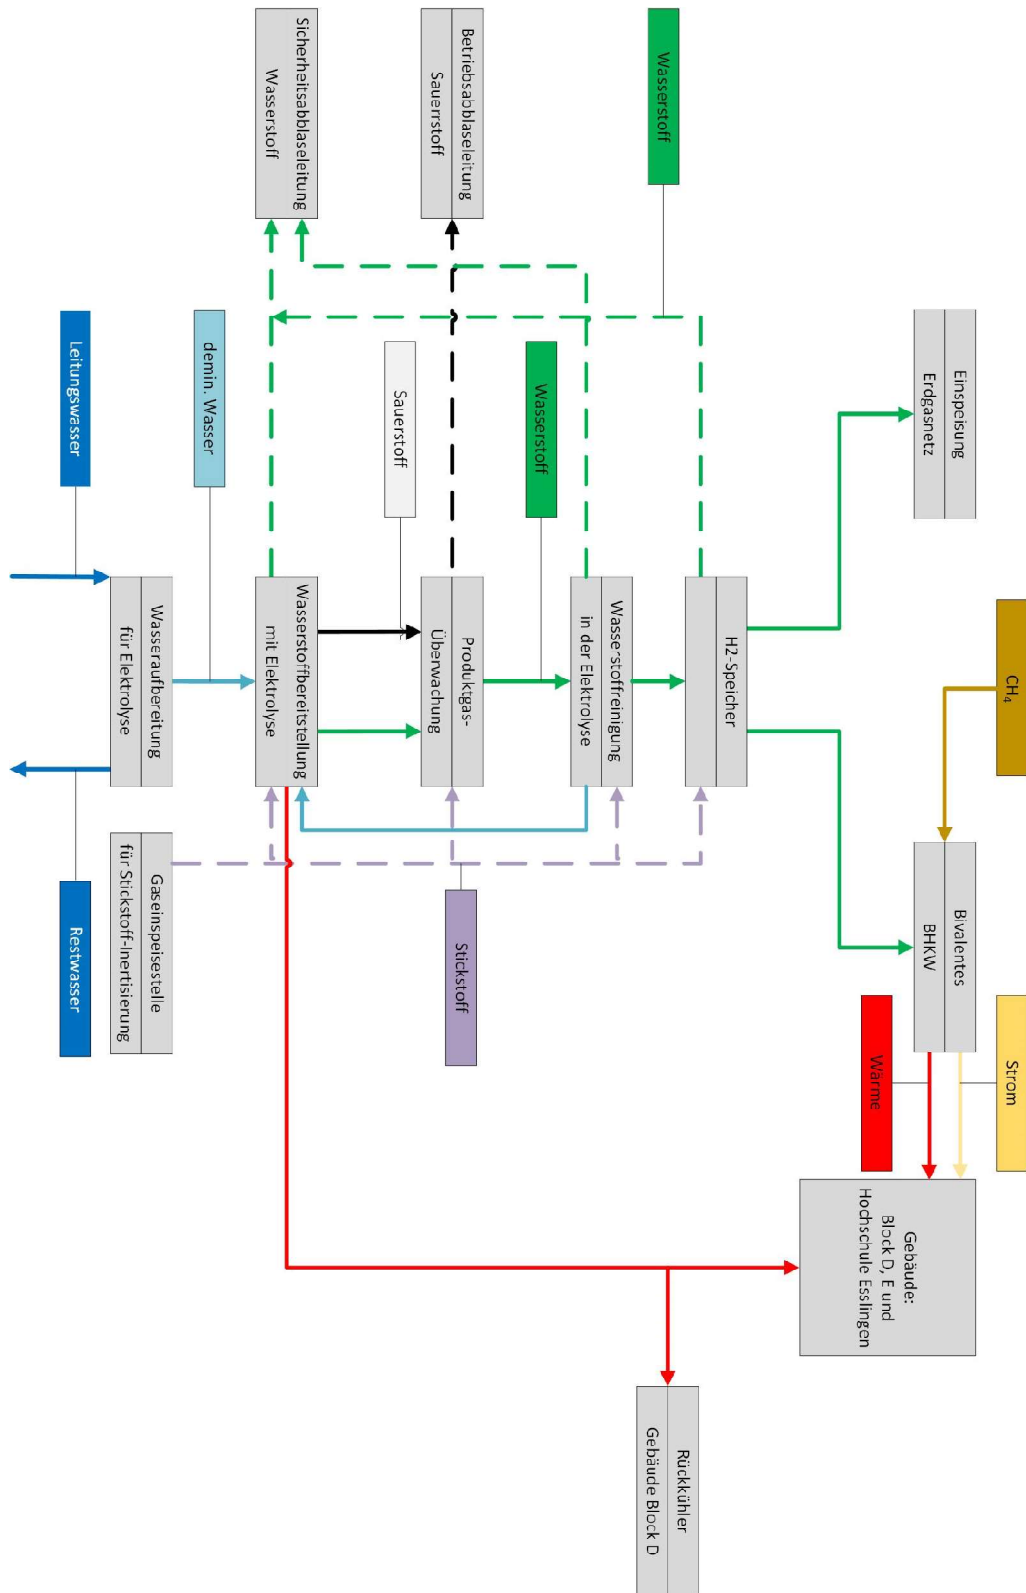 CH₄
Strom
Einspeisung
Erdgasnetz
Bivalentes
BHKW
Gebäude:
Block D, E und
Hochschule Esslingen
Wärme
H2-Speicher
Wasserstoff
Rückkühler
Gebäude Block D
Wasserstoffreinigung
in der Elektrolyse
Wasserstoff
Betriebsabblaseleitung
Sauerrstoff
Produktgas-
Überwachung
Stickstoff
Sauerstoff
Sicherheitsabblaseleitung
Wasserstoff
Wasserstoffbereitstellung
mit Elektrolyse
demin. Wasser
Wasseraufbereitung
für Elektrolyse
Gaseinspeisestelle
für Stickstoff-Inertisierung
Leitungswasser
Restwasser